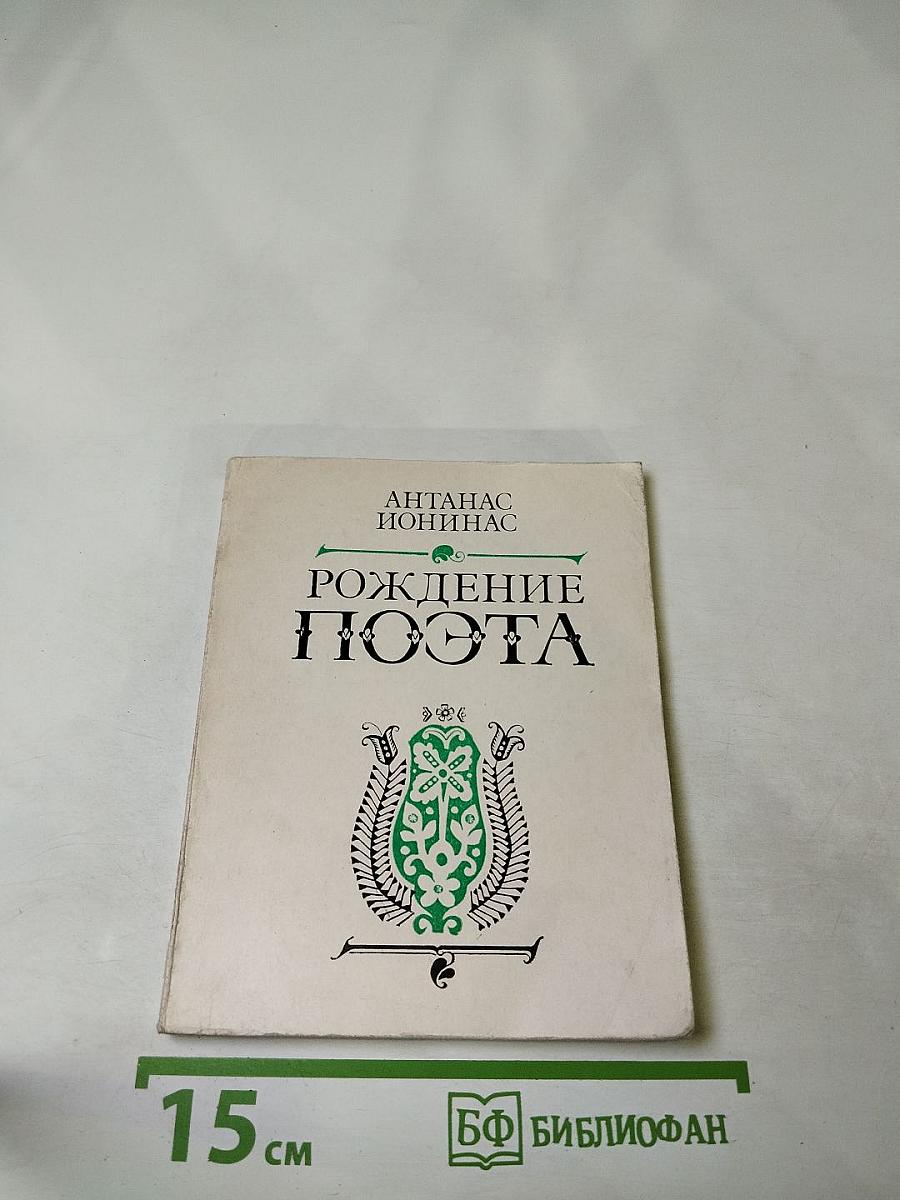 АНТАНАС
ИОНИНАС
РОЖДЕНИЕ
ПОЭТА
15 см
БФ БИБЛИОФАН